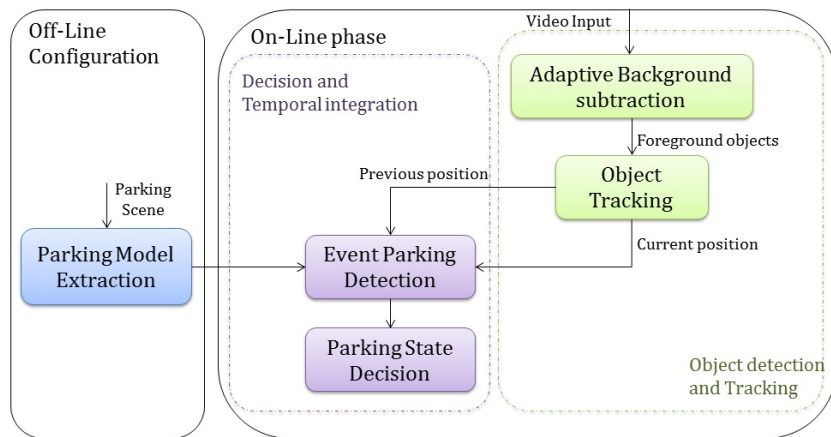 Off-Line
Configuration
Parking
Scene
Parking Model
Extraction
On-Line phase
Decision and
Temporal integration
Previous position
Event Parking
Detection
Parking State
Decision
Video Input
Adaptive Background
subtraction
Foreground objects
Object
Tracking
Current position
Object detection
and Tracking